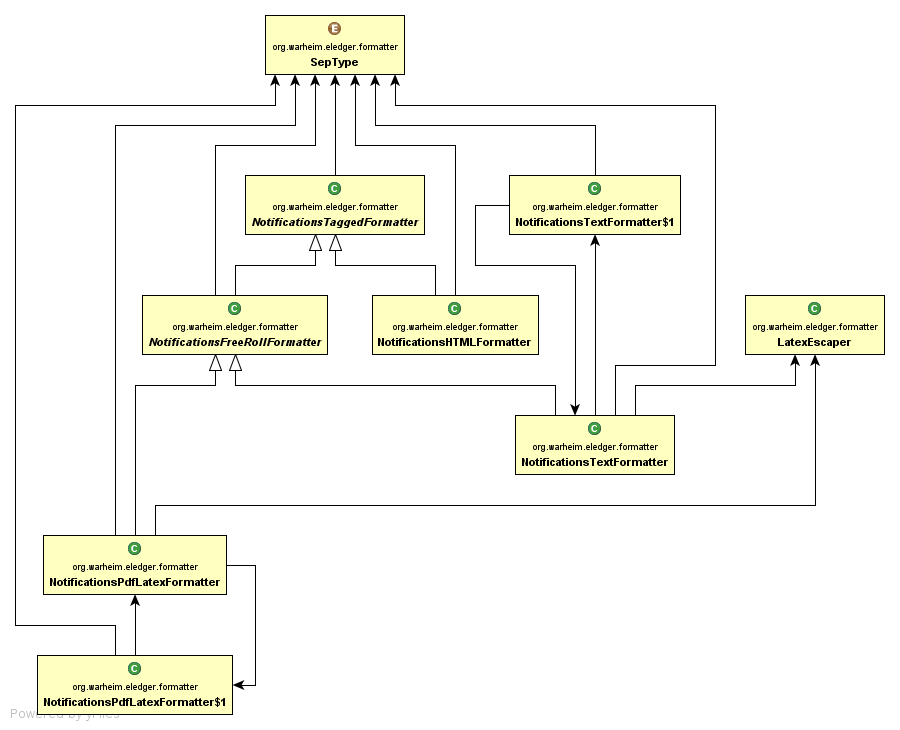 E
org.warheim.eledger.formatter
SepType
C
org.warheim.eledger.formatter
NotificationsTaggedFormatter
C
org.warheim.eledger.formatter
NotificationsTextFormatter$1
C
org.warheim.eledger.formatter
NotificationsFreeRollFormatter
C
org.warheim.eledger.formatter
NotificationsHTMLFormatter
C
org.warheim.eledger.formatter
LatexEscaper
C
org.warheim.eledger.formatter
NotificationsTextFormatter
C
org.warheim.eledger.formatter
NotificationsPdfLatexFormatter
C
org.warheim.eledger.formatter
NotificationsPdfLatexFormatter$1
Powered by yFiles